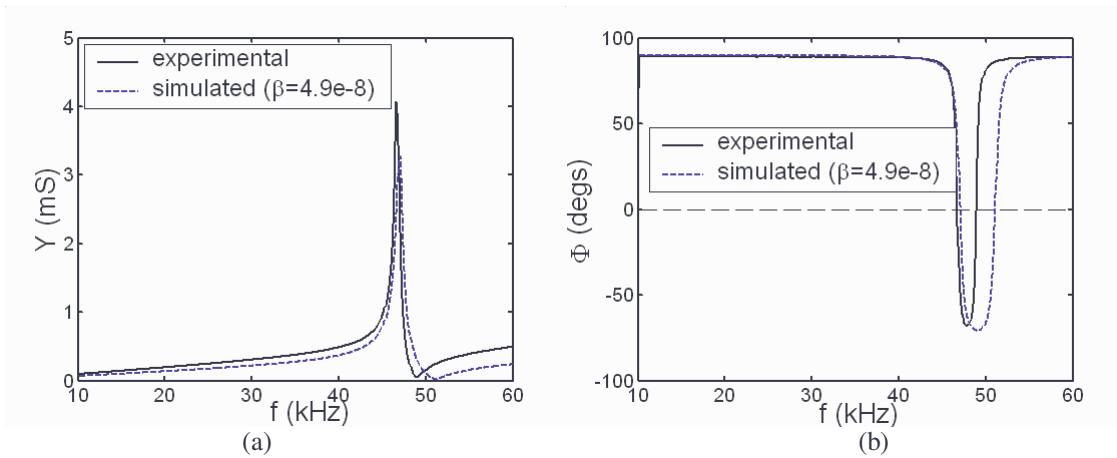 5
4
3
2
1
0
Y (mS)
experimental
simulated (β=4.9e-8)
10 20 30 40 50 60
f (kHz)
(a)
100
50
0
-50
-100
Φ (degs)
experimental
simulated (β=4.9e-8)
10 20 30 40 50 60
f (kHz)
(b)